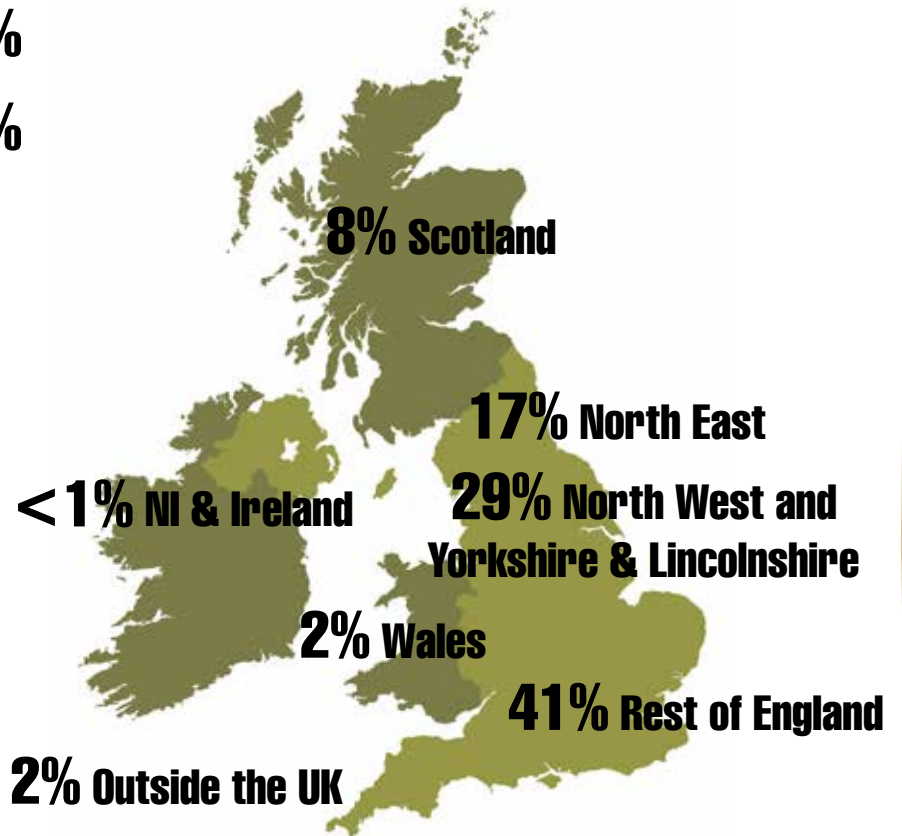 %
%
8% Scotland
17% North East
<1% NI & Ireland
29% North West and
Yorkshire & Lincolnshire
2% Wales
41% Rest of England
2% Outside the UK